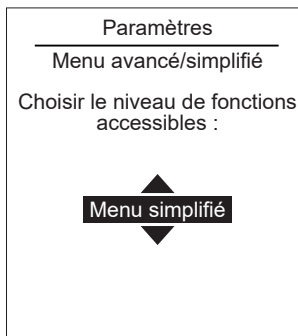 Paramètres
Menu avancé/simplifié
Choisir le niveau de fonctions
accessibles :
Menu simplifié